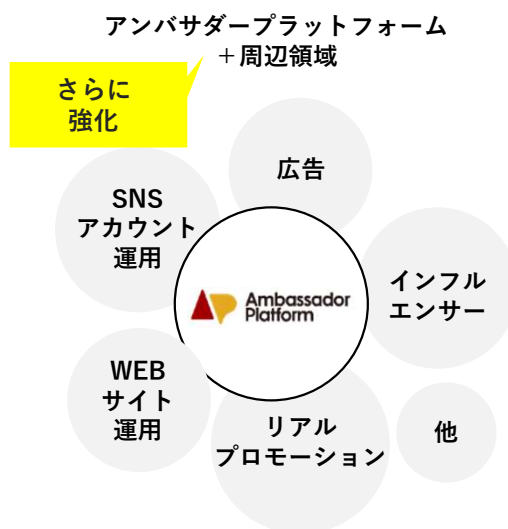 アンバサダープラットフォーム
＋周辺領域
さらに
強化
広告
SNS
アカウント
運用
Ambassador
Platform
インフル
エンサー
WEB
サイト
運用
リアル
プロモーション
他